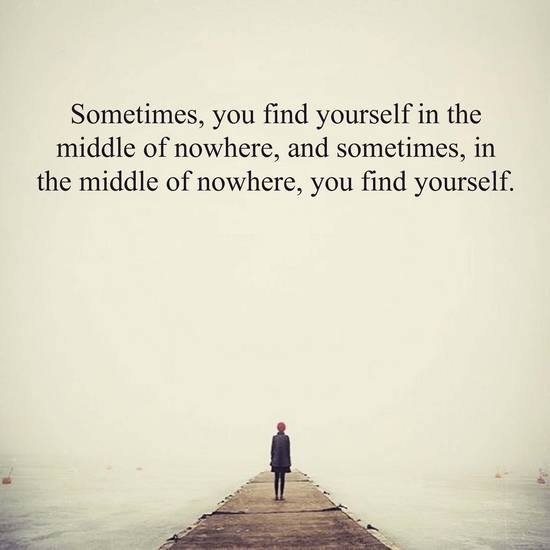 Sometimes, you find yourself in the
middle of nowhere, and sometimes, in
the middle of nowhere, you find yourself.